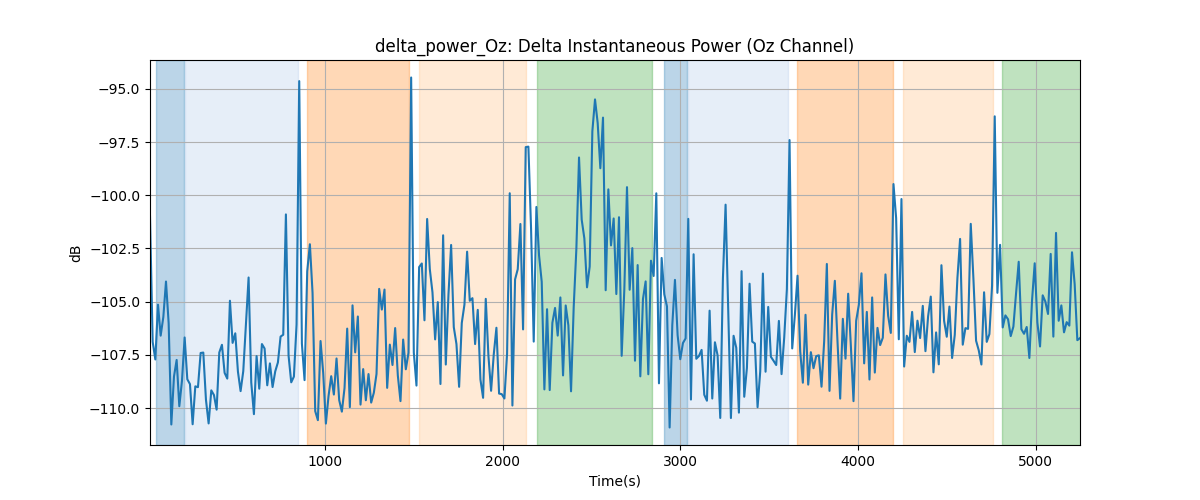 delta_power_Oz: Delta Instantaneous Power (Oz Channel)
−95.0
−97.5
−100.0
−102.5
−105.0
−107.5
−110.0
dB
1000 2000 3000 4000 5000
Time(s)